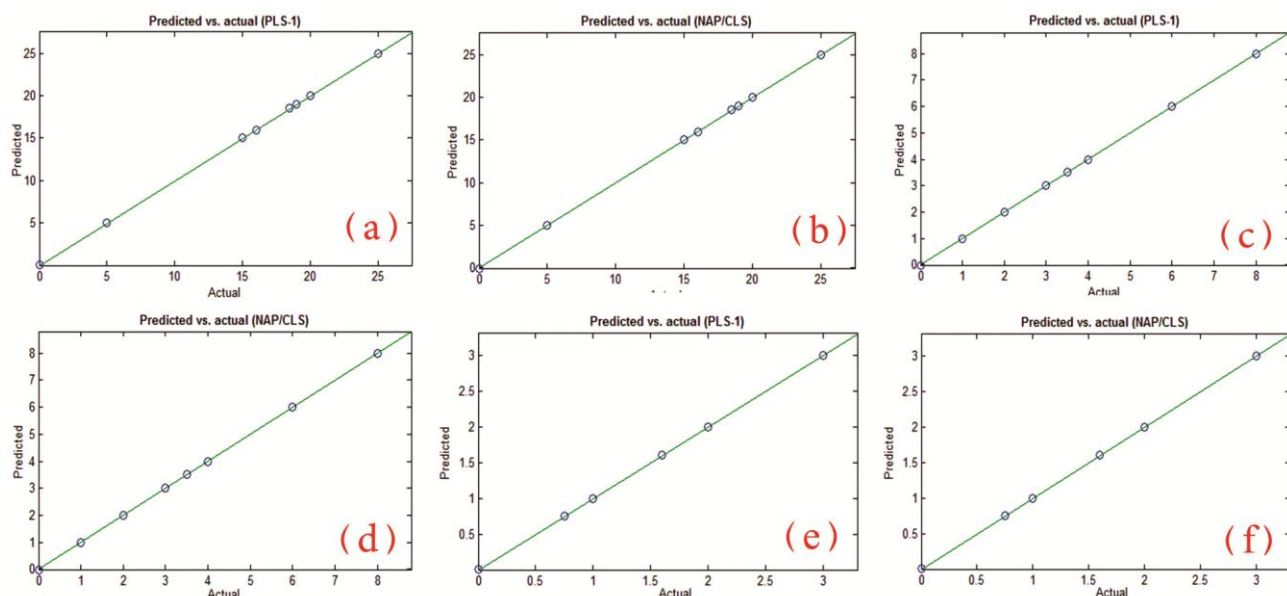 Predicted vs. actual (PLS-1)
Predicted
25
20
15
10
5
0
0 5 10 15 20 25
Actual
(a)
Predicted vs. actual (NAP/CLS)
Predicted
25
20
15
10
5
0
0 5 10 15 20 25
(b)
Predicted vs. actual (PLS-1)
Predicted
8
7
6
5
4
3
2
1
0
0 1 2 3 4 5 6 7 8
Actual
(c)
Predicted vs. actual (NAP/CLS)
Predicted
8
7
6
5
4
3
2
1
0
0 1 2 3 4 5 6 7 8
Actual
(d)
Predicted vs. actual (PLS-1)
Predicted
3
2.5
2
1.5
1
0.5
0
0 0.5 1 1.5 2 2.5 3
Actual
(e)
Predicted vs. actual (NAP/CLS)
Predicted
3
2.5
2
1.5
1
0.5
0
0 0.5 1 1.5 2 2.5 3
Actual
(f)